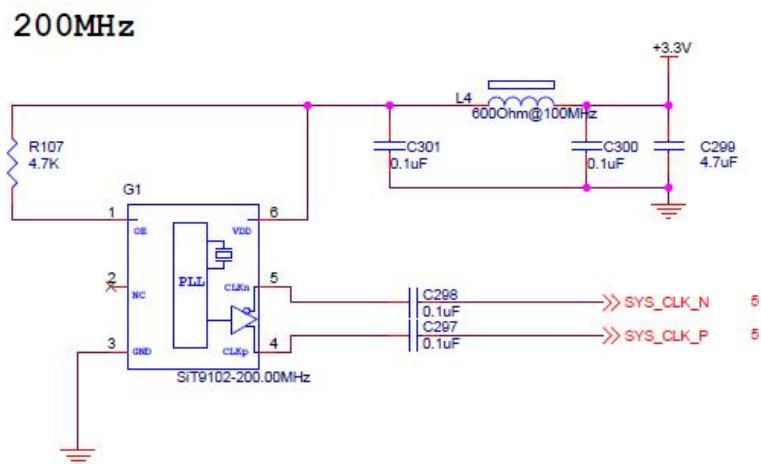 200MHz
+3.3V
L4
600Ohm@100MHz
R107
4.7K
C301
0.1uF
C300
0.1uF
C299
4.7uF
G1
1
OE
VDD
6
2
NC
PLL
CLKn
5
C298
0.1uF
SYS_CLK_N 5
3
GND
CLKp
4
C297
0.1uF
SYS_CLK_P 5
SiT9102-200.00MHz